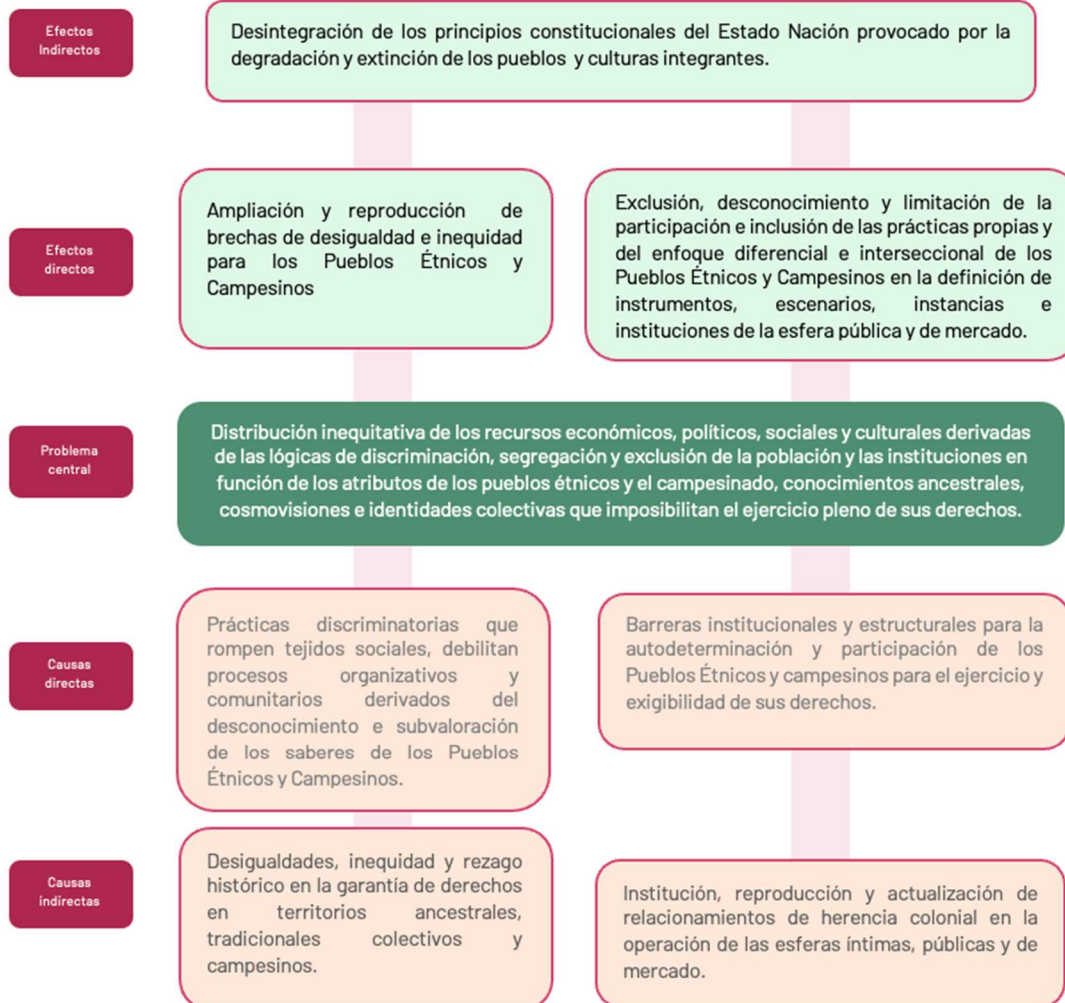 Efectos
Indirectos
Desintegración de los principios constitucionales del Estado Nación provocado por la
degradación y extinción de los pueblos y culturas integrantes.
Efectos
directos
Ampliación y reproducción de
brechas de desigualdad e inequidad
para los Pueblos Étnicos y
Campesinos
Exclusión, desconocimiento y limitación de la
participación e inclusión de las prácticas propias y
del enfoque diferencial e interseccional de los
Pueblos Étnicos y Campesinos en la definición de
instrumentos, escenarios, instancias e
instituciones de la esfera pública y de mercado.
Problema
central
Distribución inequitativa de los recursos económicos, políticos, sociales y culturales derivadas
de las lógicas de discriminación, segregación y exclusión de la población y las instituciones en
función de los atributos de los pueblos étnicos y el campesinado, conocimientos ancestrales,
cosmovisiones e identidades colectivas que imposibilitan el ejercicio pleno de sus derechos.
Causas
directas
Prácticas discriminatorias que
rompen tejidos sociales, debilitan
procesos organizativos y
comunitarios derivados del
desconocimiento e subvaloración
de los saberes de los Pueblos
Étnicos y Campesinos.
Barreras institucionales y estructurales para la
autodeterminación y participación de los
Pueblos Étnicos y campesinos para el ejercicio y
exigibilidad de sus derechos.
Causas
indirectas
Desigualdades, inequidad y rezago
histórico en la garantía de derechos
en territorios ancestrales,
tradicionales colectivos y
campesinos.
Institución, reproducción y actualización de
relacionamientos de herencia colonial en la
operación de las esferas íntimas, públicas y de
mercado.